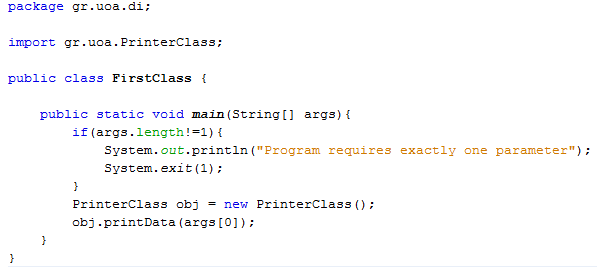 package gr.uoa.di;
import gr.uoa.PrinterClass;
public class FirstClass {
public static void main(String[] args){
if(args.length!=1){
System.out.println("Program requires exactly one parameter");
System.exit(1);
}
PrinterClass obj = new PrinterClass();
obj.printData(args[0]);
}
}